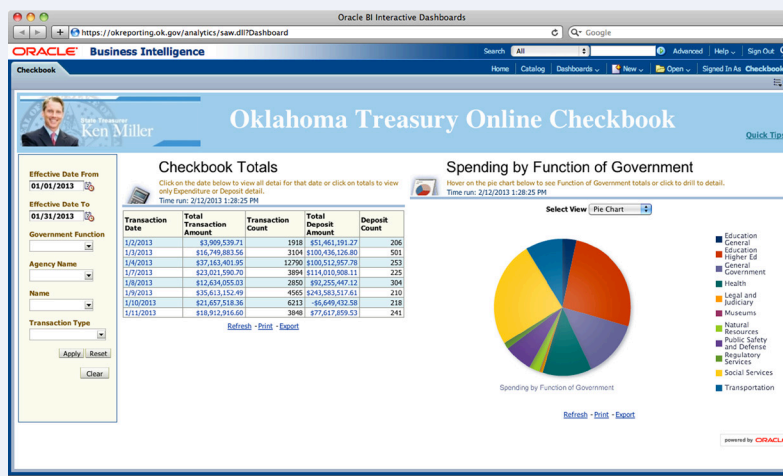 Oracle BI Interactive Dashboards
https://okreporting.ok.gov/analytics/saw.dll?Dashboard
Google
ORACLE Business Intelligence
Search All Advanced Help Sign Out
Checkbook
Home Catalog Dashboards New Open Signed In As Checkbook
State Treasurer
Ken Miller
Oklahoma Treasury Online Checkbook
Quick Tips
Effective Date From
01/01/2013
Effective Date To
01/31/2013
Government Function
Agency Name
Name
Transaction Type
Apply Reset
Clear
Checkbook Totals
Click on the date below to view all detai for that date or click on totals to view
only Expenditure or Deposit detail.
Time run: 2/12/2013 1:28:25 PM
Transaction Date Total Transaction Amount Transaction Count Total Deposit Amount Deposit Count
1/2/2013 $3,909,539.71 1918 $51,461,191.27 206
1/3/2013 $16,749,883.56 3104 $100,436,126.80 501
1/4/2013 $37,163,401.95 12790 $100,512,957.78 253
1/7/2013 $23,021,590.70 3894 $114,010,908.11 225
1/8/2013 $12,634,055.03 2850 $92,255,447.12 304
1/9/2013 $35,613,152.49 4565 $243,583,517.61 210
1/10/2013 $21,657,518.36 6213 -$6,649,432.58 218
1/11/2013 $18,912,916.60 3848 $77,617,859.53 241
Refresh - Print - Export
Spending by Function of Government
Hover on the pie chart below to see Function of Government totals or click to drill to detail.
Time run: 2/12/2013 1:28:25 PM
Select View Pie Chart
Education
General
Education
Higher Ed
General
Government
Health
Legal and
Judiciary
Museums
Natural
Resources
Public Safety
and Defense
Regulatory
Services
Social Services
Transportation
Spending by Function of Government
Refresh - Print - Export
powered by ORACLE